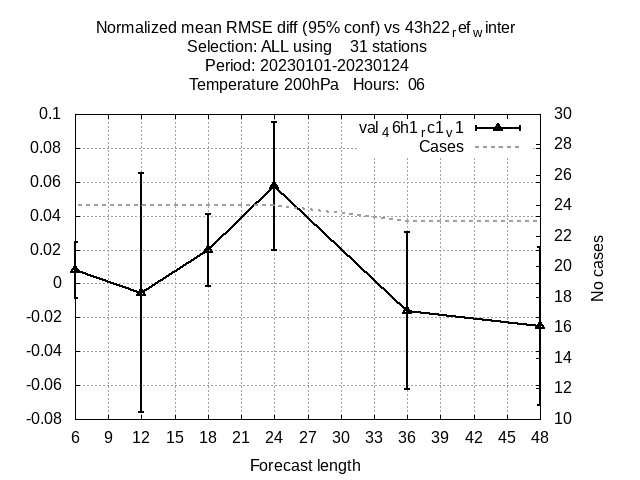 Normalized mean RMSE diff (95% conf) vs 43h22ref winter
Selection: ALL using 31 stations
Period: 20230101-20230124
Temperature 200hPa Hours: 06
0.1
0.08
0.06
0.04
0.02
0
-0.02
-0.04
-0.06
-0.08
30
28
26
24
22
20
18
16
14
12
10
val46h1rc1v1
Cases
No cases
6 9 12 15 18 21 24 27 30 33 36 39 42 45 48
Forecast length